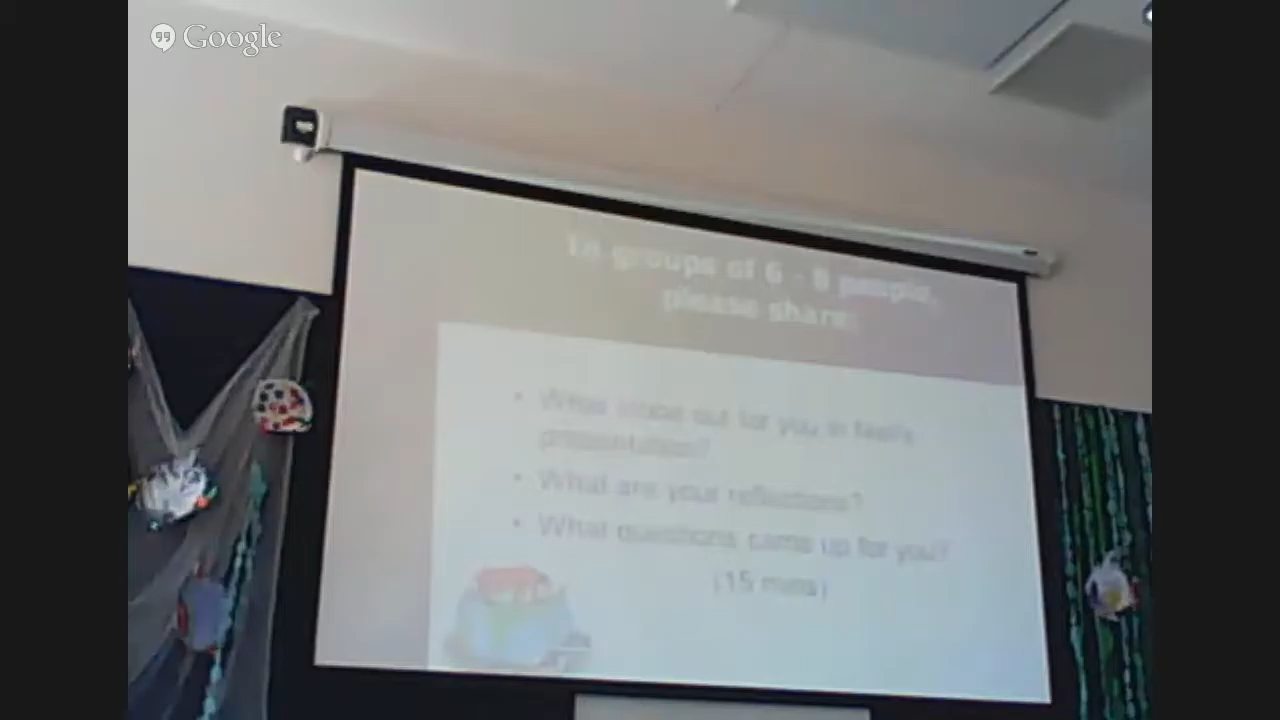 Google
In groups of 6 - 8 people,
please share:
• What came out for you in
presentation?
• What are your reflections?
• What questions came up for you?
(15 mins)